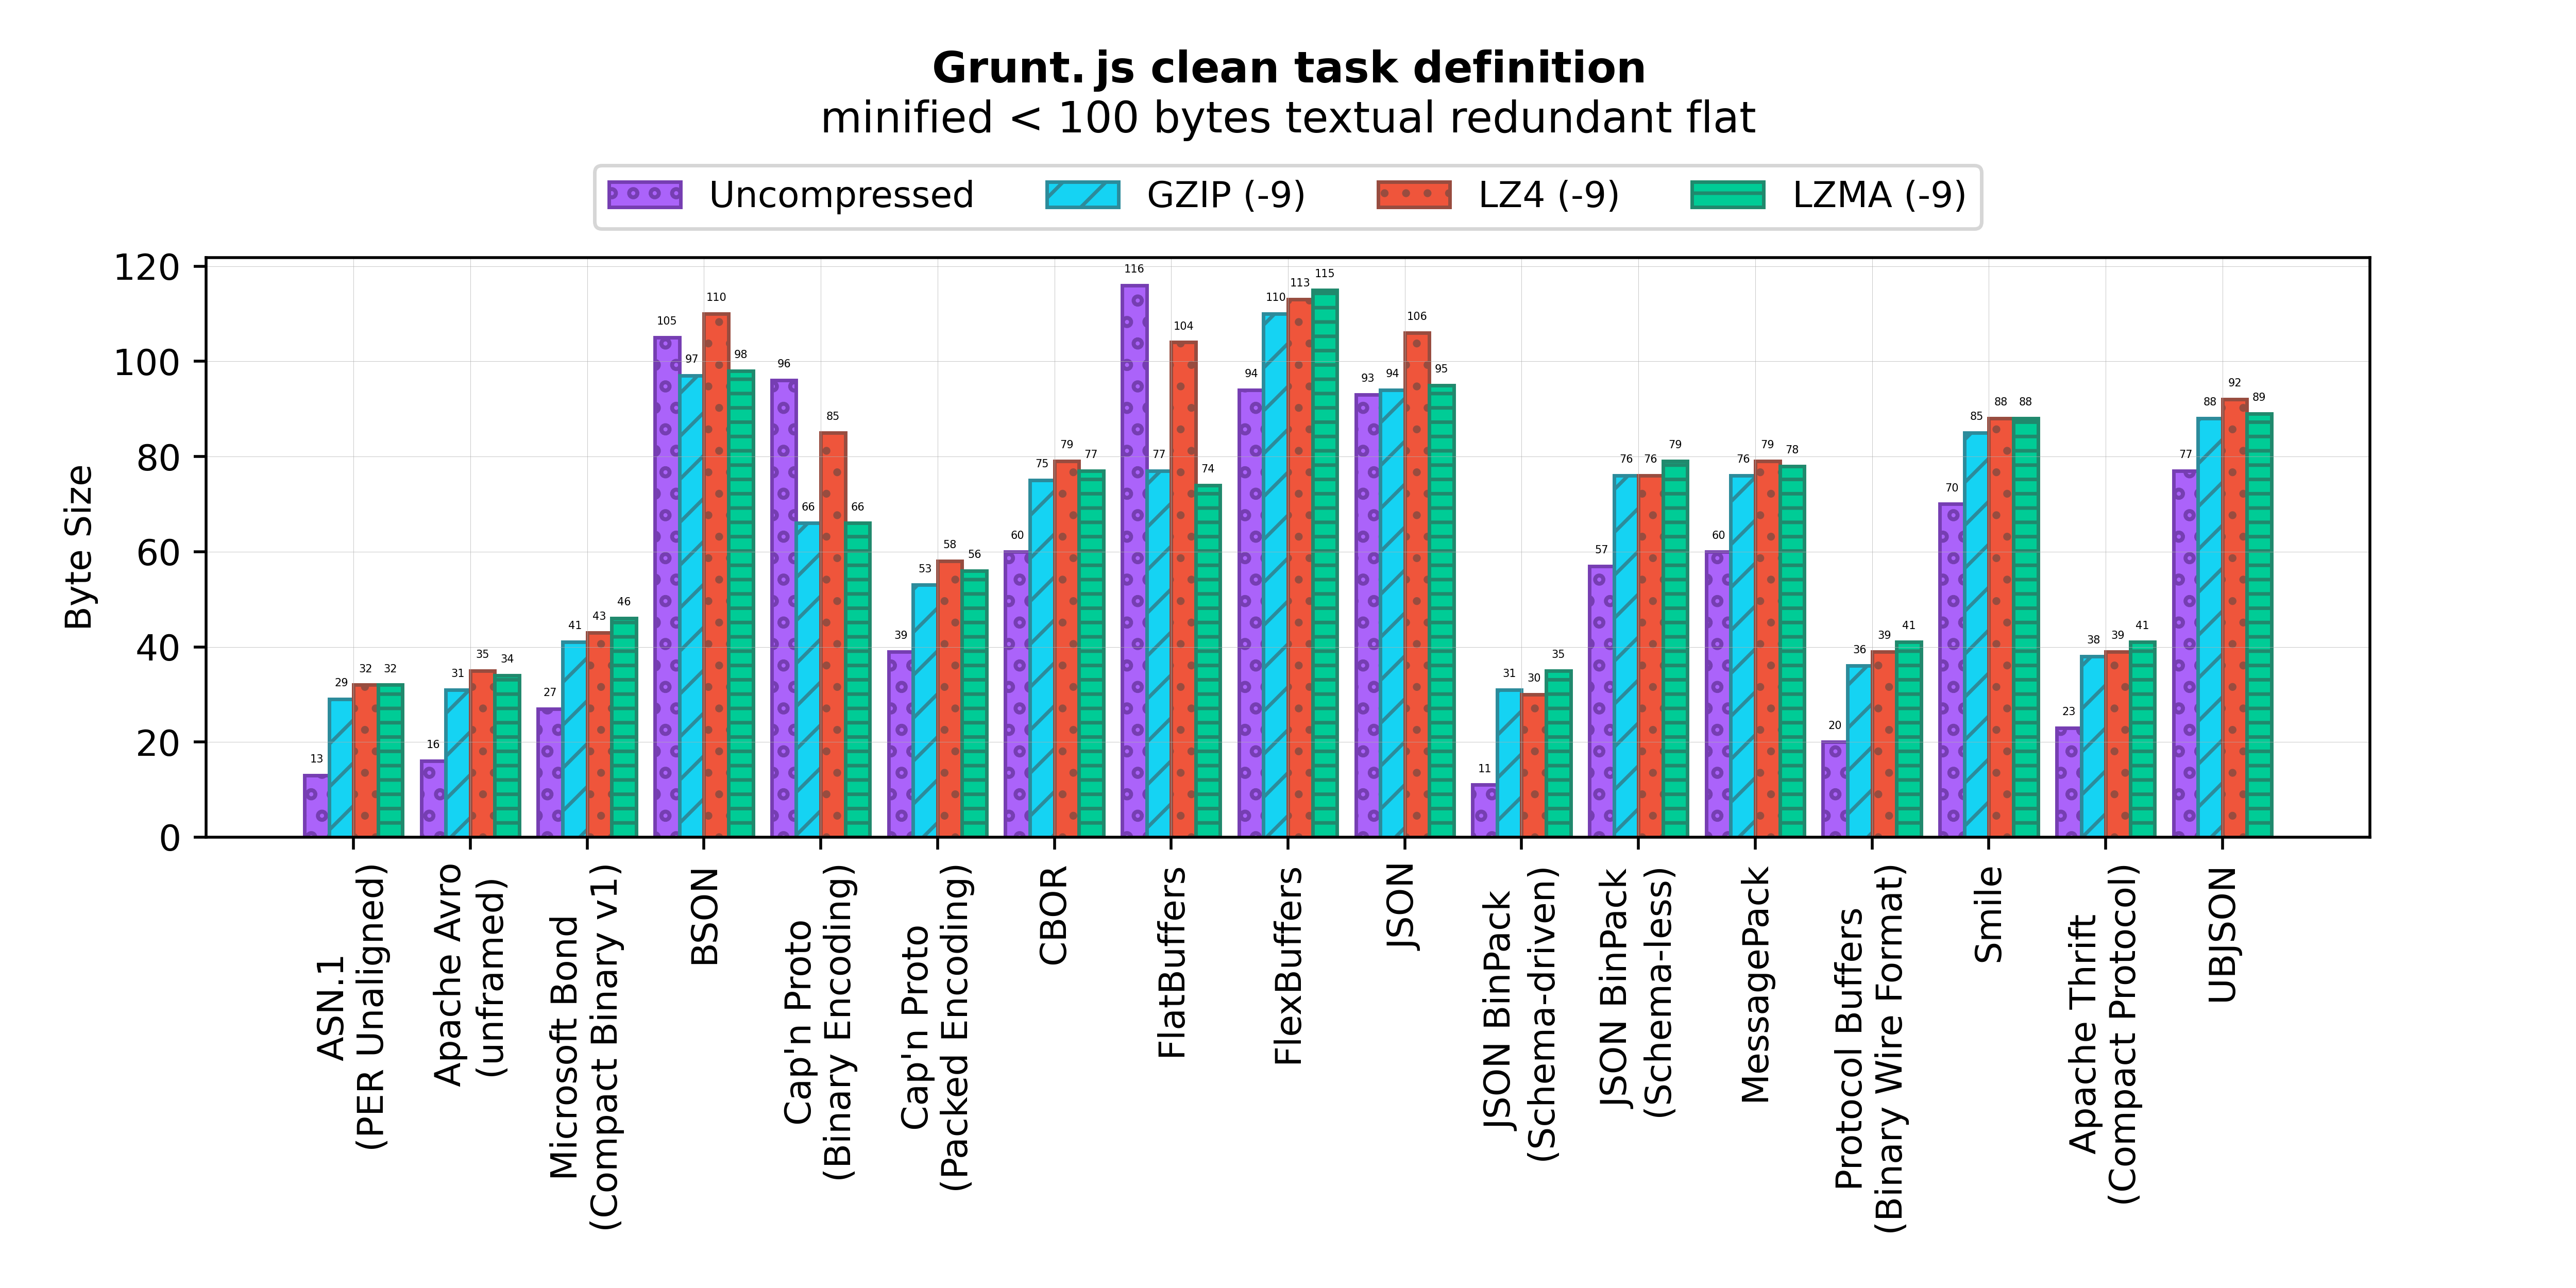 Grunt.js clean task definition
minified < 100 bytes textual redundant flat
Uncompressed
GZIP (-9)
LZ4 (-9)
LZMA (-9)
Byte Size
120
100
80
60
40
20
0
13
29
32
32
16
31
35
34
27
41
43
46
105
97
110
98
96
66
85
66
39
53
58
56
60
75
79
77
116
77
104
74
94
110
113
115
93
94
106
95
11
31
30
35
57
76
76
79
60
76
79
78
20
36
39
41
70
85
88
88
23
38
39
41
77
88
92
89
ASN.1
(PER Unaligned)
Apache Avro
(unframed)
Microsoft Bond
(Compact Binary v1)
BSON
Cap'n Proto
(Binary Encoding)
Cap'n Proto
(Packed Encoding)
CBOR
FlatBuffers
FlexBuffers
JSON
JSON BinPack
(Schema-driven)
JSON BinPack
(Schema-less)
MessagePack
Protocol Buffers
(Binary Wire Format)
Smile
Apache Thrift
(Compact Protocol)
UBJSON